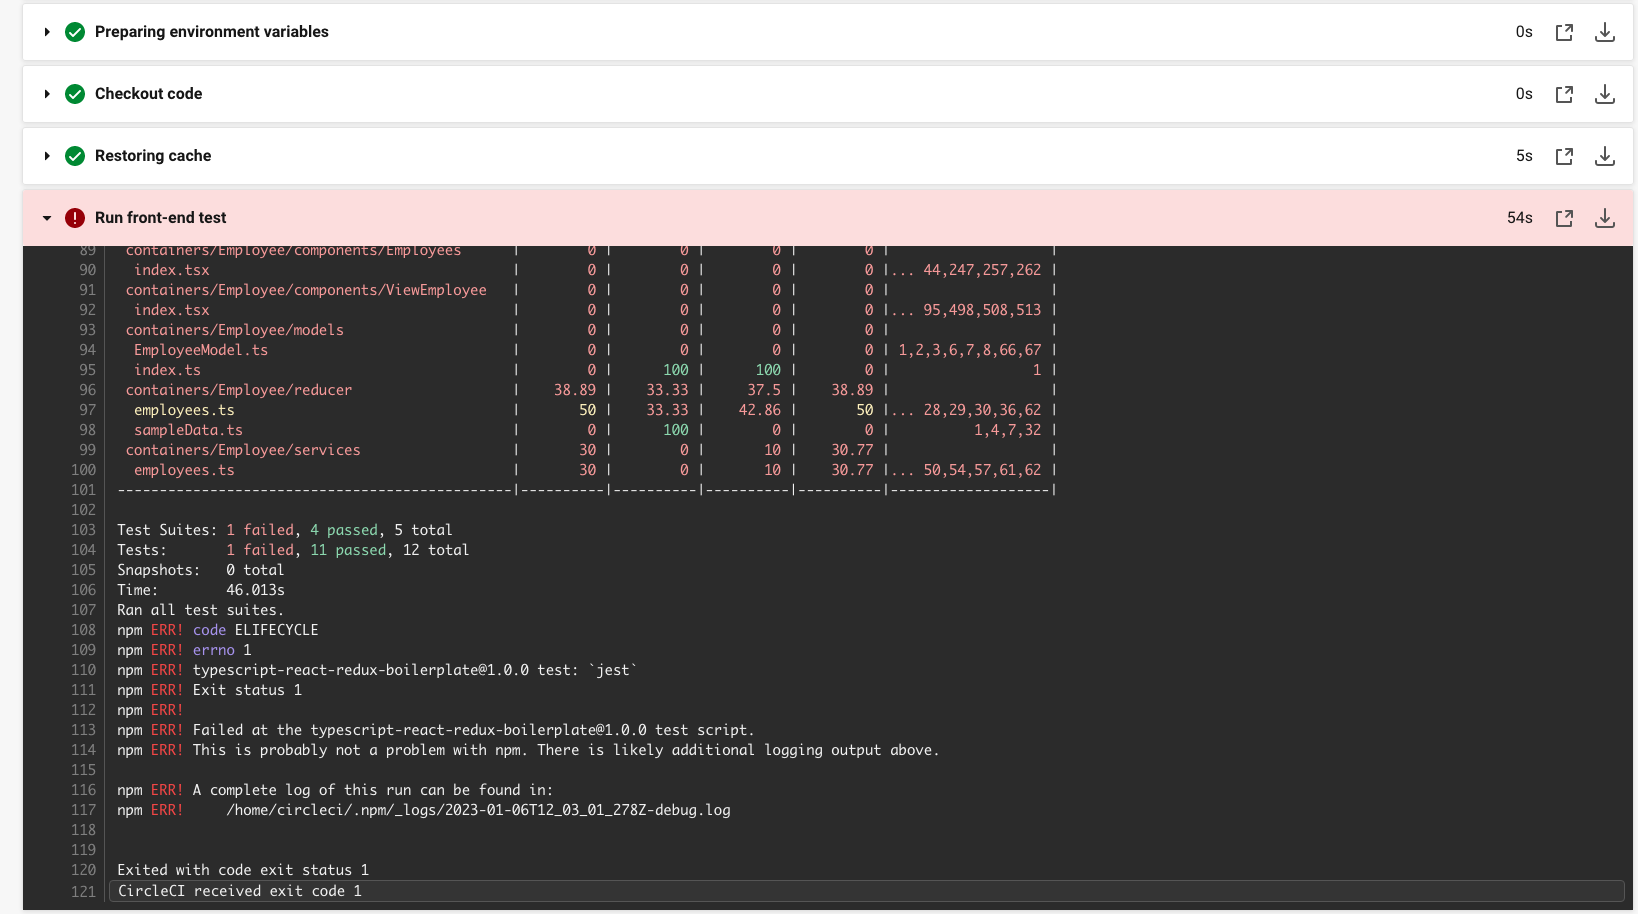 Preparing environment variables 0s
Checkout code 0s
Restoring cache 5s
Run front-end test 54s
89 containers/Employee/components/Employees | 0 | 0 | 0 | 0 | |
90 index.tsx | 0 | 0 | 0 | 0 |... 44,247,257,262 |
91 containers/Employee/components/ViewEmployee | 0 | 0 | 0 | 0 | |
92 index.tsx | 0 | 0 | 0 | 0 |... 95,498,508,513 |
93 containers/Employee/models | 0 | 0 | 0 | 0 | |
94 EmployeeModel.ts | 0 | 0 | 0 | 0 | 1,2,3,6,7,8,66,67 |
95 index.ts | 0 | 100 | 100 | 0 | 1 |
96 containers/Employee/reducer | 38.89 | 33.33 | 37.5 | 38.89 | |
97 employees.ts | 50 | 33.33 | 42.86 | 50 |... 28,29,30,36,62 |
98 sampleData.ts | 0 | 100 | 0 | 0 | 1,4,7,32 |
99 containers/Employee/services | 30 | 0 | 10 | 30.77 | |
100 employees.ts | 30 | 0 | 10 | 30.77 |... 50,54,57,61,62 |
101 -----------------------------------------------|----------|----------|----------|----------|-------------------|
102
103 Test Suites: 1 failed, 4 passed, 5 total
104 Tests: 1 failed, 11 passed, 12 total
105 Snapshots: 0 total
106 Time: 46.013s
107 Ran all test suites.
108 npm ERR! code ELIFECYCLE
109 npm ERR! errno 1
110 npm ERR! typescript-react-redux-boilerplate@1.0.0 test: `jest`
111 npm ERR! Exit status 1
112 npm ERR!
113 npm ERR! Failed at the typescript-react-redux-boilerplate@1.0.0 test script.
114 npm ERR! This is probably not a problem with npm. There is likely additional logging output above.
115
116 npm ERR! A complete log of this run can be found in:
117 npm ERR! /home/circleci/.npm/_logs/2023-01-06T12_03_01_278Z-debug.log
118
119
120 Exited with code exit status 1
121 CircleCI received exit code 1